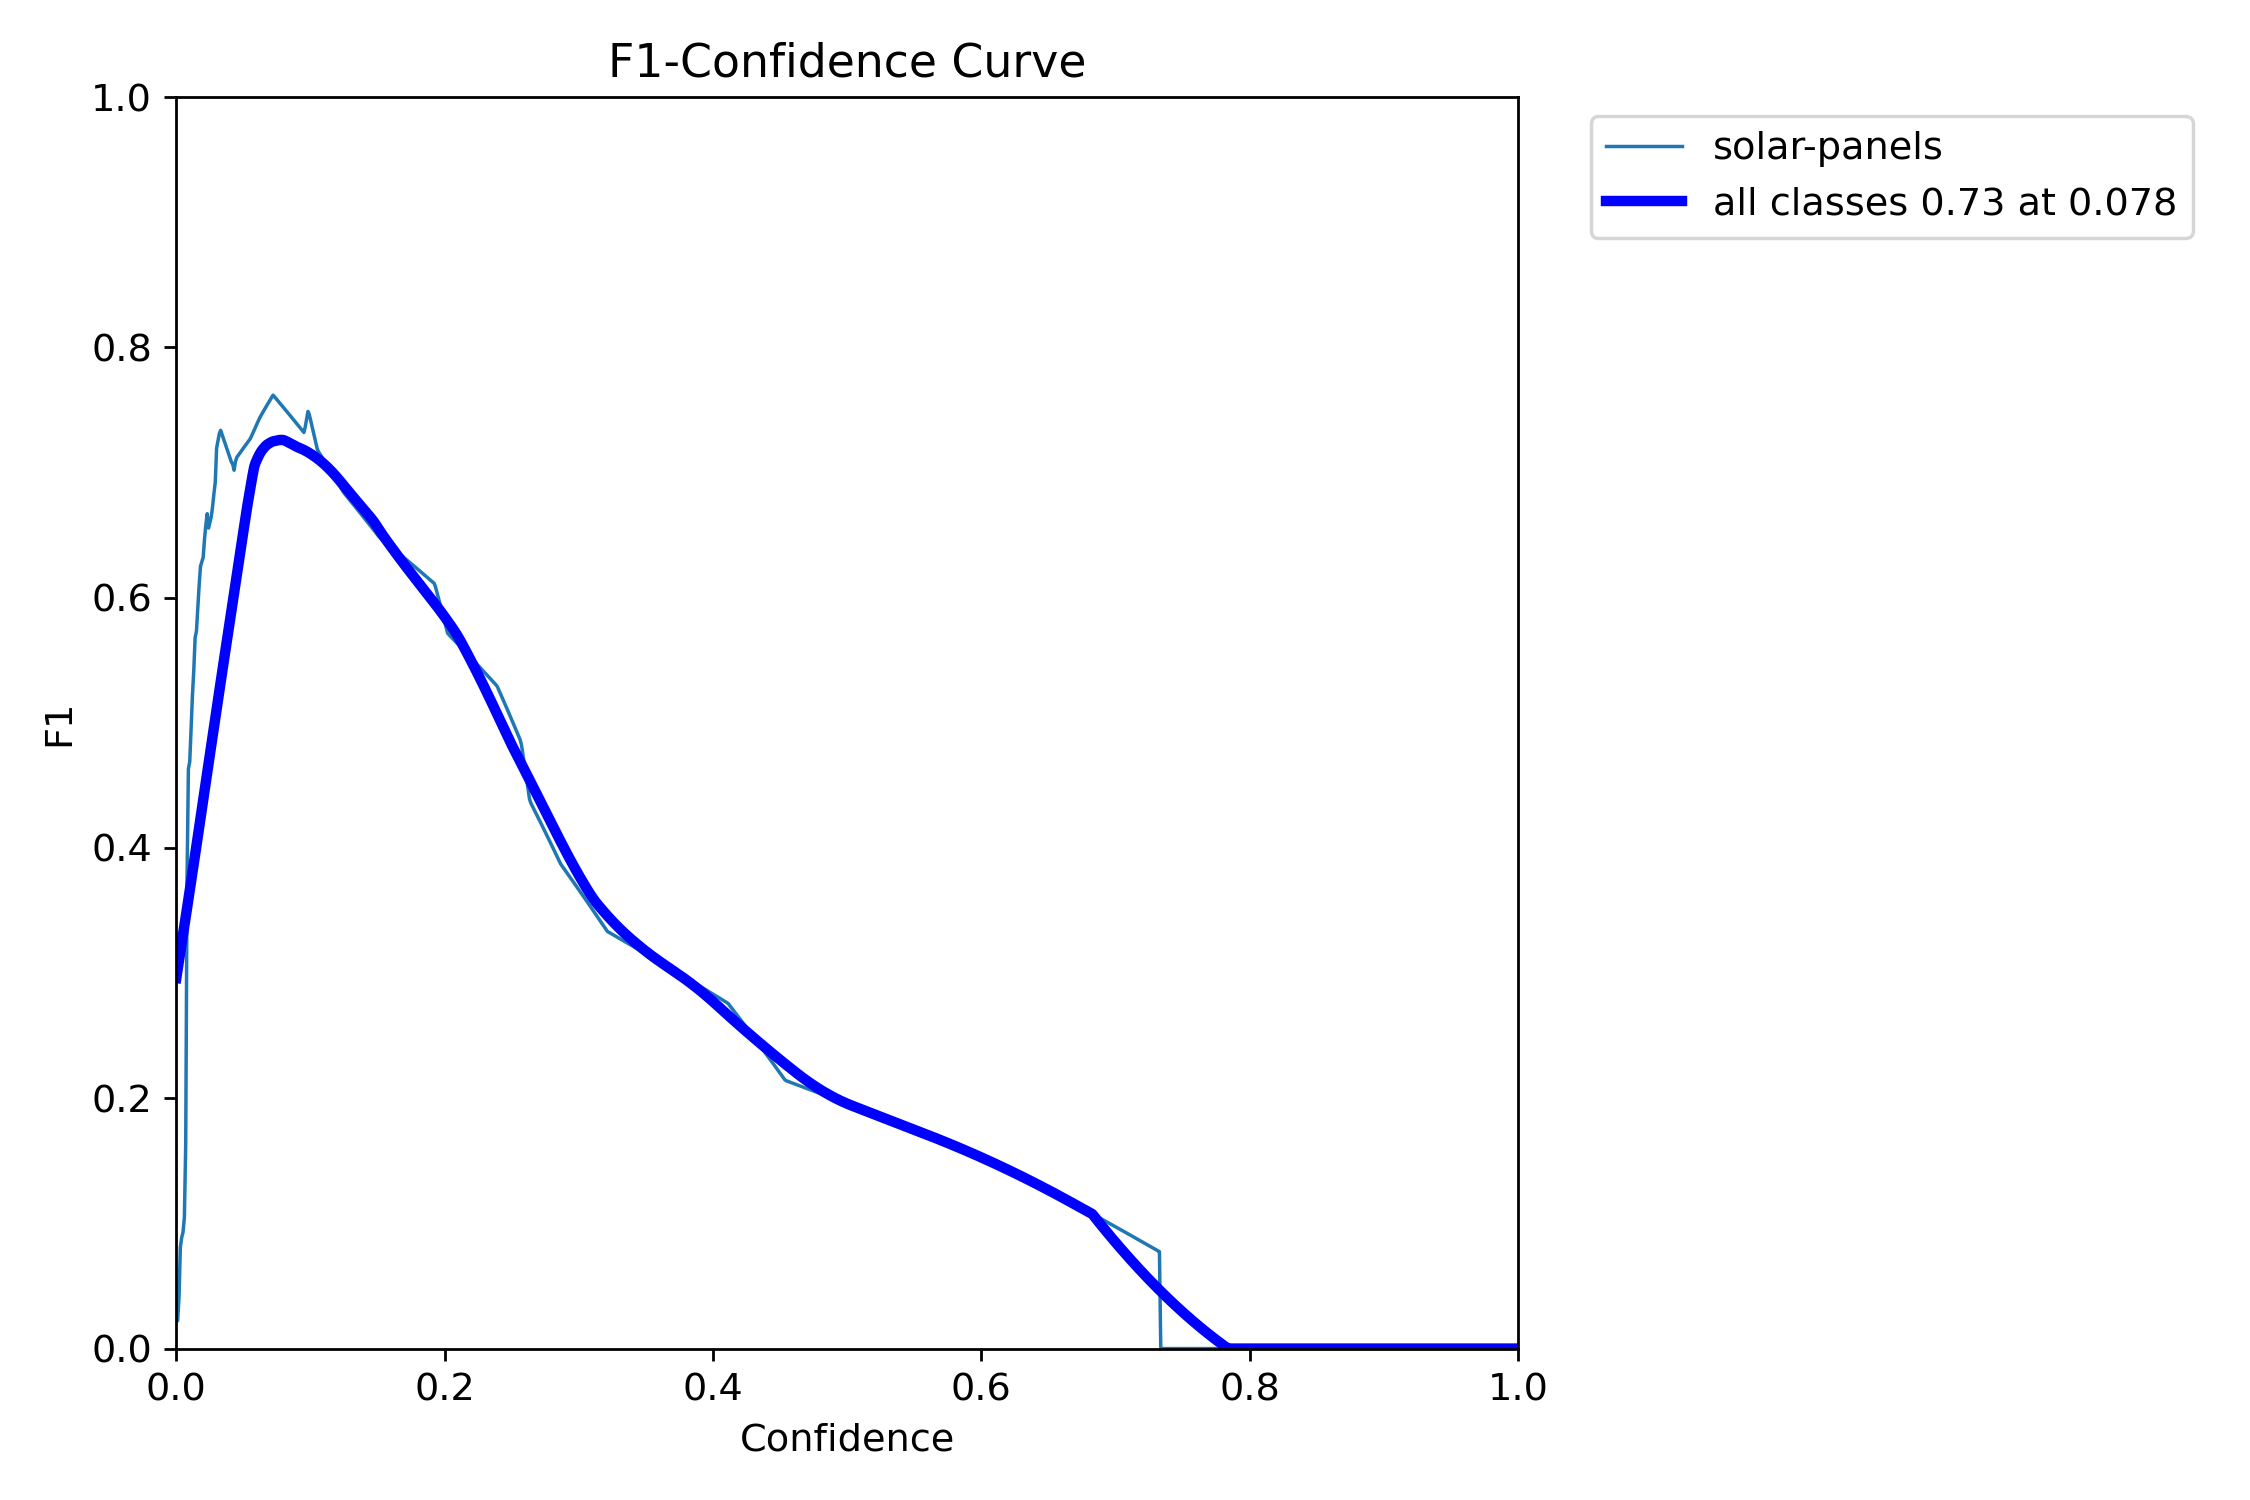 F1-Confidence Curve
solar-panels
all classes 0.73 at 0.078
1.0
0.8
0.6
0.4
0.2
0.0
F1
0.0 0.2 0.4 0.6 0.8 1.0
Confidence